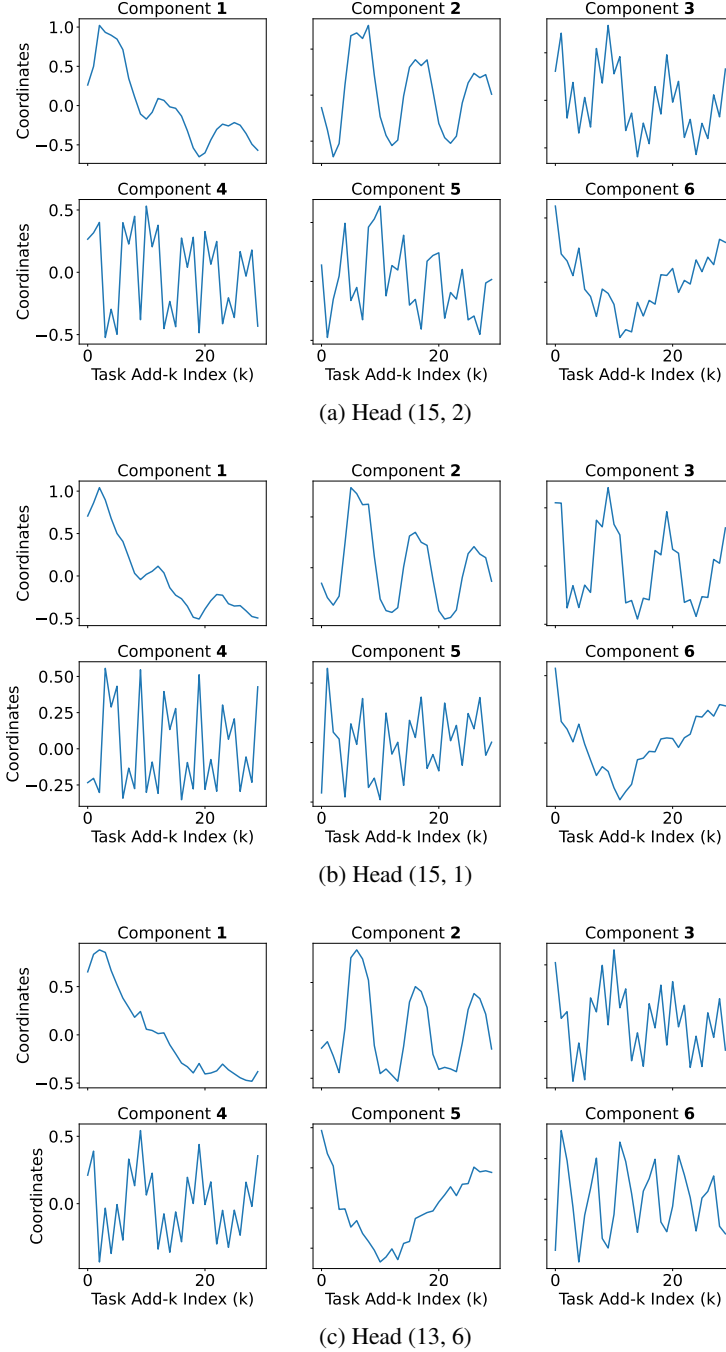 Component 1 Component 2 Component 3
1.0
0.5
0.0
−0.5
Coordinates
Component 4 Component 5 Component 6
0.5
0.0
−0.5
Coordinates
0 20 0 20 0 20
Task Add-k Index (k) Task Add-k Index (k) Task Add-k Index (k)
(a) Head (15, 2)
Component 1 Component 2 Component 3
1.0
0.5
0.0
−0.5
Coordinates
Component 4 Component 5 Component 6
0.50
0.25
0.00
−0.25
Coordinates
0 20 0 20 0 20
Task Add-k Index (k) Task Add-k Index (k) Task Add-k Index (k)
(b) Head (15, 1)
Component 1 Component 2 Component 3
0.5
0.0
−0.5
Coordinates
Component 4 Component 5 Component 6
0.5
0.0
Coordinates
0 20 0 20 0 20
Task Add-k Index (k) Task Add-k Index (k) Task Add-k Index (k)
(c) Head (13, 6)